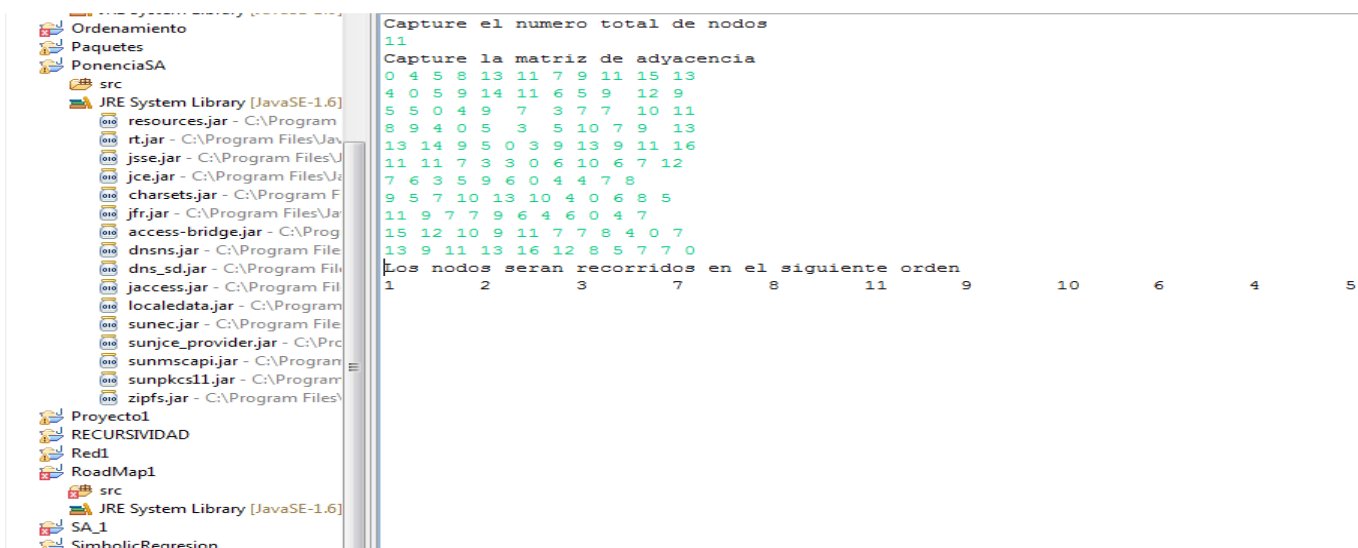 Ordenamiento
Paquetes
PonenciaSA
src
JRE System Library [JavaSE-1.6]
resources.jar - C:\Program
rt.jar - C:\Program Files\Jav
jsse.jar - C:\Program Files\J
jce.jar - C:\Program Files\Ja
charsets.jar - C:\Program F
jfr.jar - C:\Program Files\Ja
access-bridge.jar - C:\Prog
dnsns.jar - C:\Program File
dns_sd.jar - C:\Program Fil
jaccess.jar - C:\Program Fil
localedata.jar - C:\Program
sunec.jar - C:\Program File
sunjce_provider.jar - C:\Prc
sunmscapi.jar - C:\Program
sunpkcs11.jar - C:\Program
zipfs.jar - C:\Program Files\
Proyecto1
RECURSIVIDAD
Red1
RoadMap1
src
JRE System Library [JavaSE-1.6]
SA_1
SimbolicRegresion
Capture el numero total de nodos
11
Capture la matriz de adyacencia
0 4 5 8 13 11 7 9 11 15 13
4 0 5 9 14 11 6 5 9 12 9
5 5 0 4 9 7 3 7 7 10 11
8 9 4 0 5 3 5 10 7 9 13
13 14 9 5 0 3 9 13 9 11 16
11 11 7 3 3 0 6 10 6 7 12
7 6 3 5 9 6 0 4 4 7 8
9 5 7 10 13 10 4 0 6 8 5
11 9 7 7 9 6 4 6 0 4 7
15 12 10 9 11 7 7 8 4 0 7
13 9 11 13 16 12 8 5 7 7 0
Los nodos seran recorridos en el siguiente orden
1 2 3 7 8 11 9 10 6 4 5